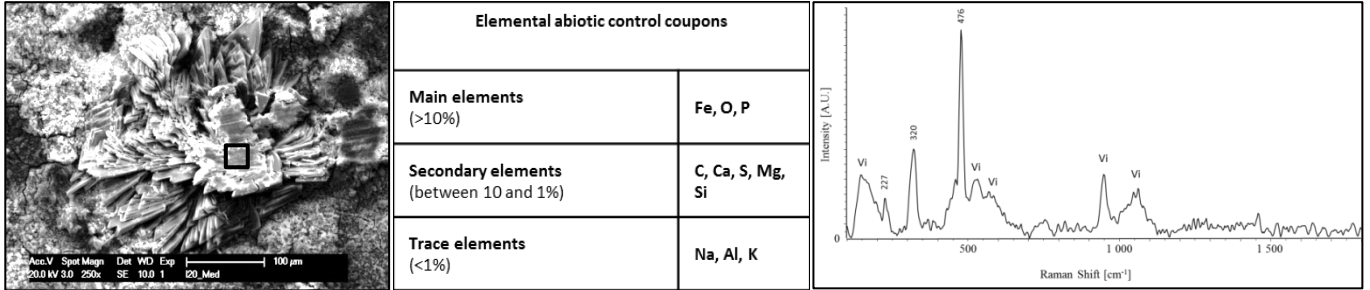 Acc.V Spot Magn Det WD Exp
20.0 kV 3.0 250x SE 10.0 1 I20_Med
100 µm
Elemental abiotic control coupons
Main elements
(>10%)
Fe, O, P
Secondary elements
(between 10 and 1%)
C, Ca, S, Mg,
Si
Trace elements
(<1%)
Na, Al, K
Intensity [A.U.]
0
Vi
227
320
476
Vi
Vi
Vi
Vi
500
1 000
1 500
Raman Shift [cm⁻¹]